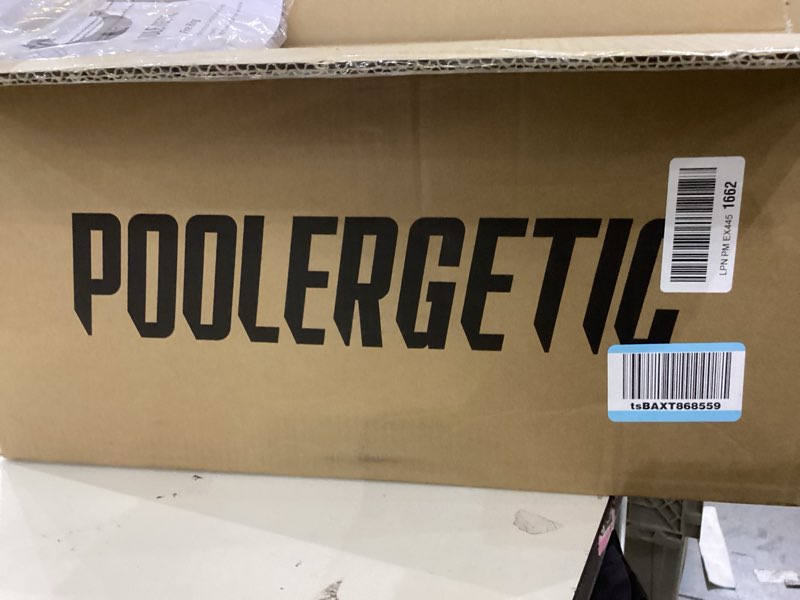 POOLERGETIC
LPN PM EX445 1662
tsBAXT868559